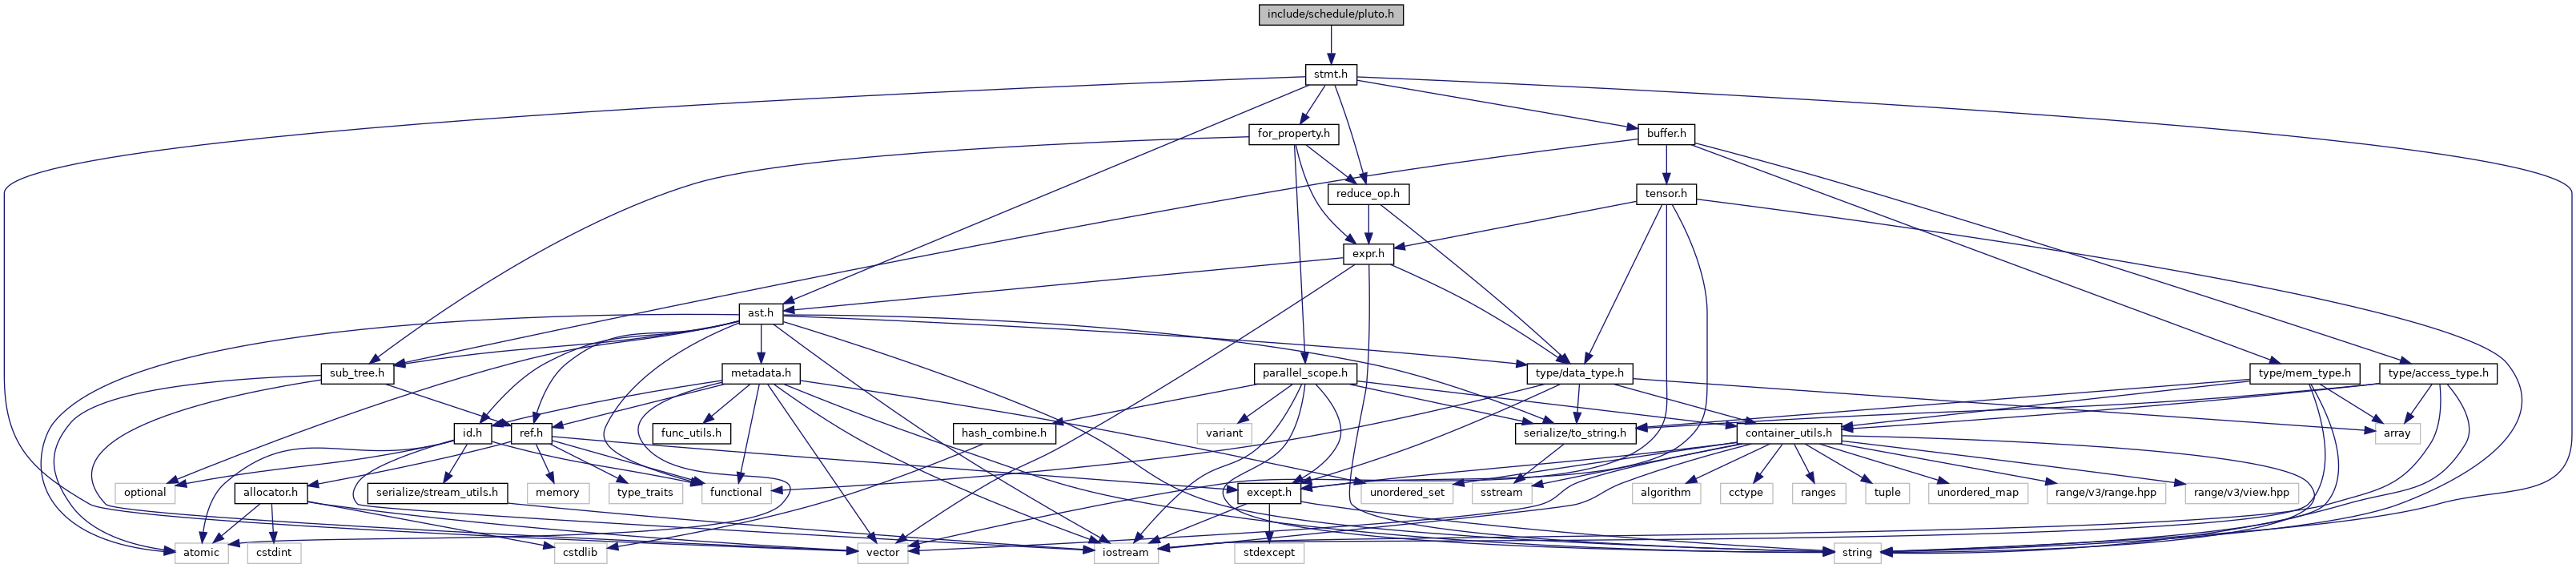 include/schedule/pluto.h
stmt.h
for_property.h
buffer.h
reduce_op.h
tensor.h
expr.h
ast.h
sub_tree.h
metadata.h
parallel_scope.h
type/data_type.h
type/mem_type.h
type/access_type.h
id.h
ref.h
func_utils.h
hash_combine.h
variant
serialize/to_string.h
container_utils.h
array
optional
allocator.h
serialize/stream_utils.h
memory
type_traits
functional
except.h
unordered_set
sstream
algorithm
cctype
ranges
tuple
unordered_map
range/v3/range.hpp
range/v3/view.hpp
atomic
cstdint
cstdlib
vector
iostream
stdexcept
string